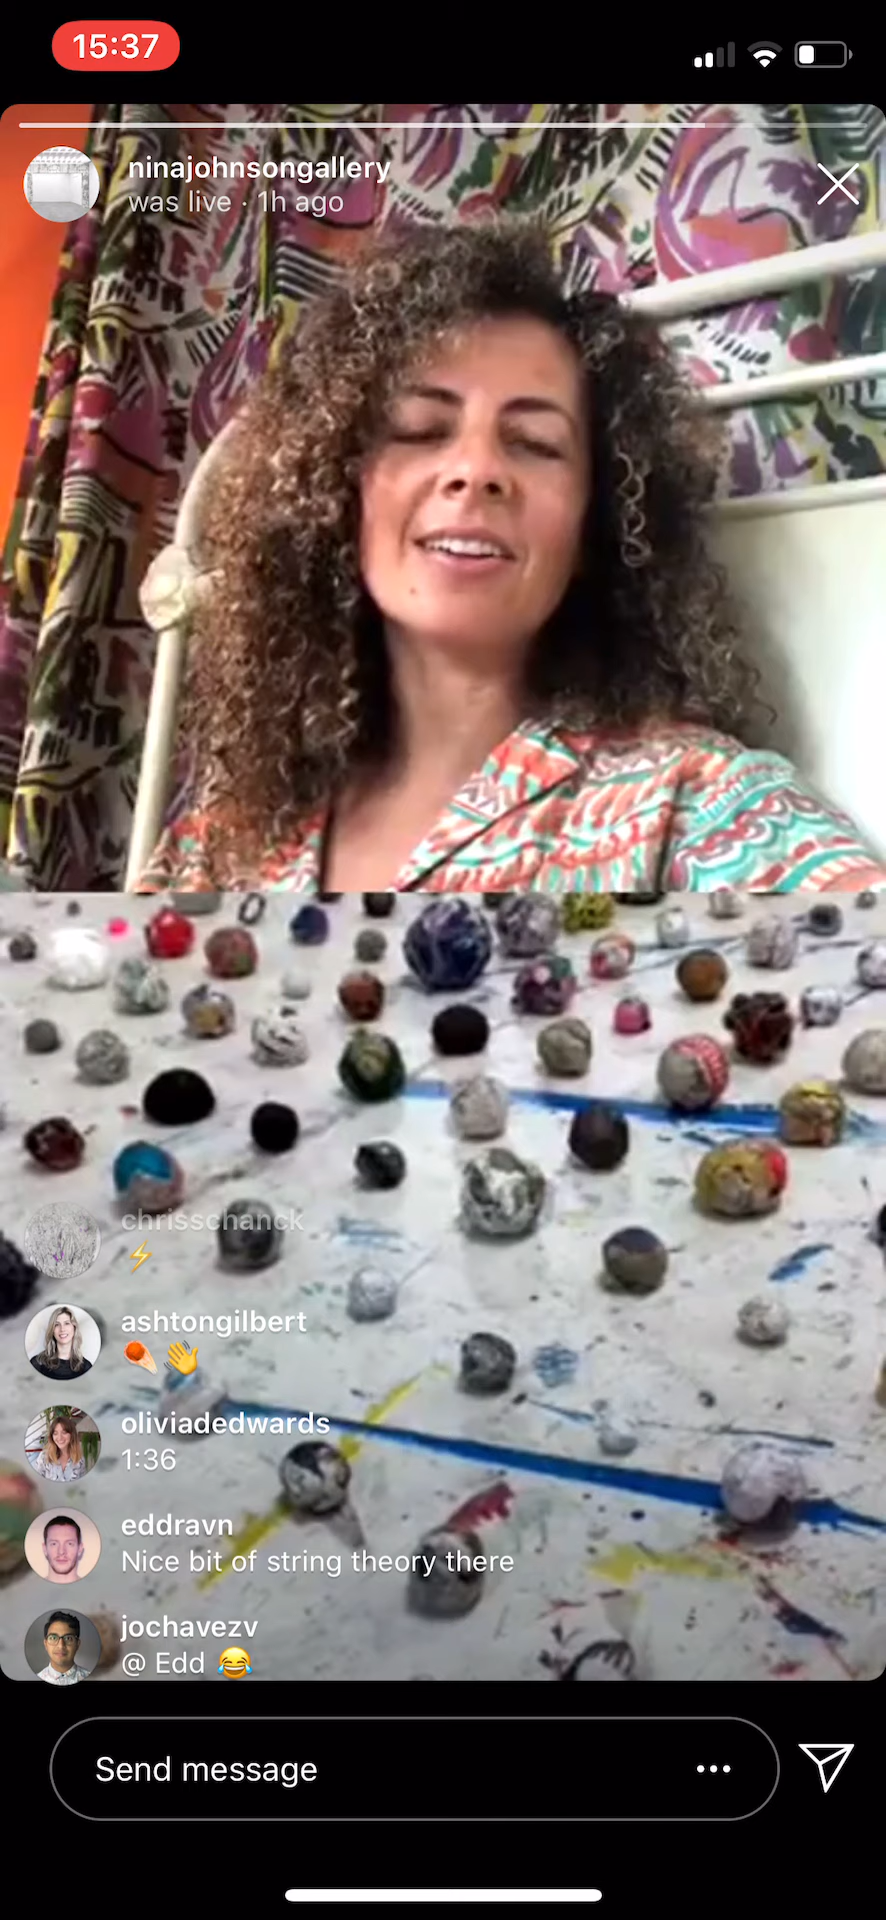 15:37
ninajohnsongallery
was live · 1h ago
chrisschanck
⚡
ashtongilbert
☄️👋
oliviadedwards
1:36
eddravn
Nice bit of string theory there
jochavezv
@ Edd 😂
Send message